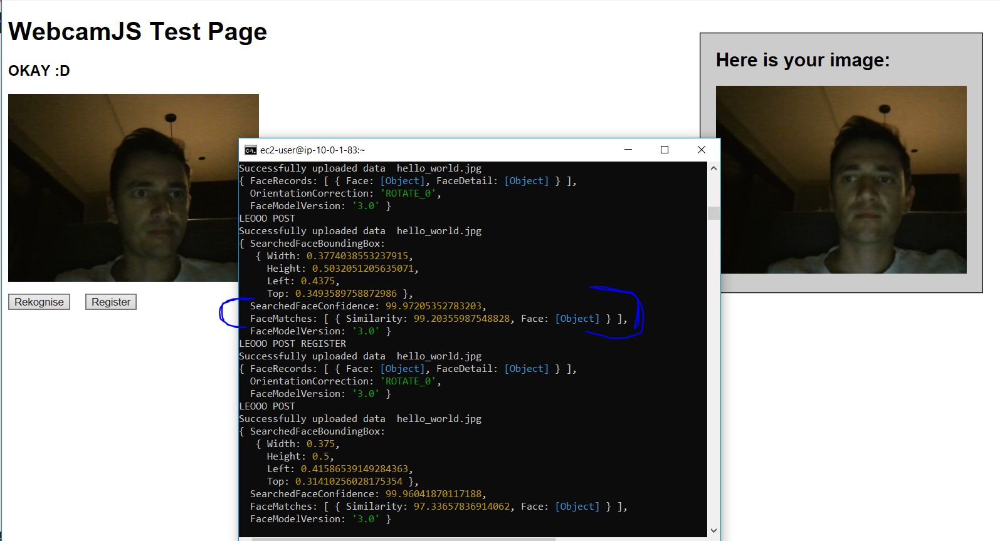 WebcamJS Test Page
OKAY :D
Rekognise
Register
Here is your image:
ec2-user@ip-10-0-1-83:~
Successfully uploaded data  hello_world.jpg
{ FaceRecords: [ { Face: [Object], FaceDetail: [Object] } ],
  OrientationCorrection: 'ROTATE_0',
  FaceModelVersion: '3.0' }
LEOOO POST
Successfully uploaded data  hello_world.jpg
{ SearchedFaceBoundingBox:
   { Width: 0.3774038553237915,
     Height: 0.5032051205635071,
     Left: 0.4375,
     Top: 0.3493589758872986 },
  SearchedFaceConfidence: 99.97205352783203,
  FaceMatches: [ { Similarity: 99.20355987548828, Face: [Object] } ],
  FaceModelVersion: '3.0' }
LEOOO POST REGISTER
Successfully uploaded data  hello_world.jpg
{ FaceRecords: [ { Face: [Object], FaceDetail: [Object] } ],
  OrientationCorrection: 'ROTATE_0',
  FaceModelVersion: '3.0' }
LEOOO POST
Successfully uploaded data  hello_world.jpg
{ SearchedFaceBoundingBox:
   { Width: 0.375,
     Height: 0.5,
     Left: 0.41586539149284363,
     Top: 0.31410256028175354 },
  SearchedFaceConfidence: 99.96041870117188,
  FaceMatches: [ { Similarity: 97.33657836914062, Face: [Object] } ],
  FaceModelVersion: '3.0' }